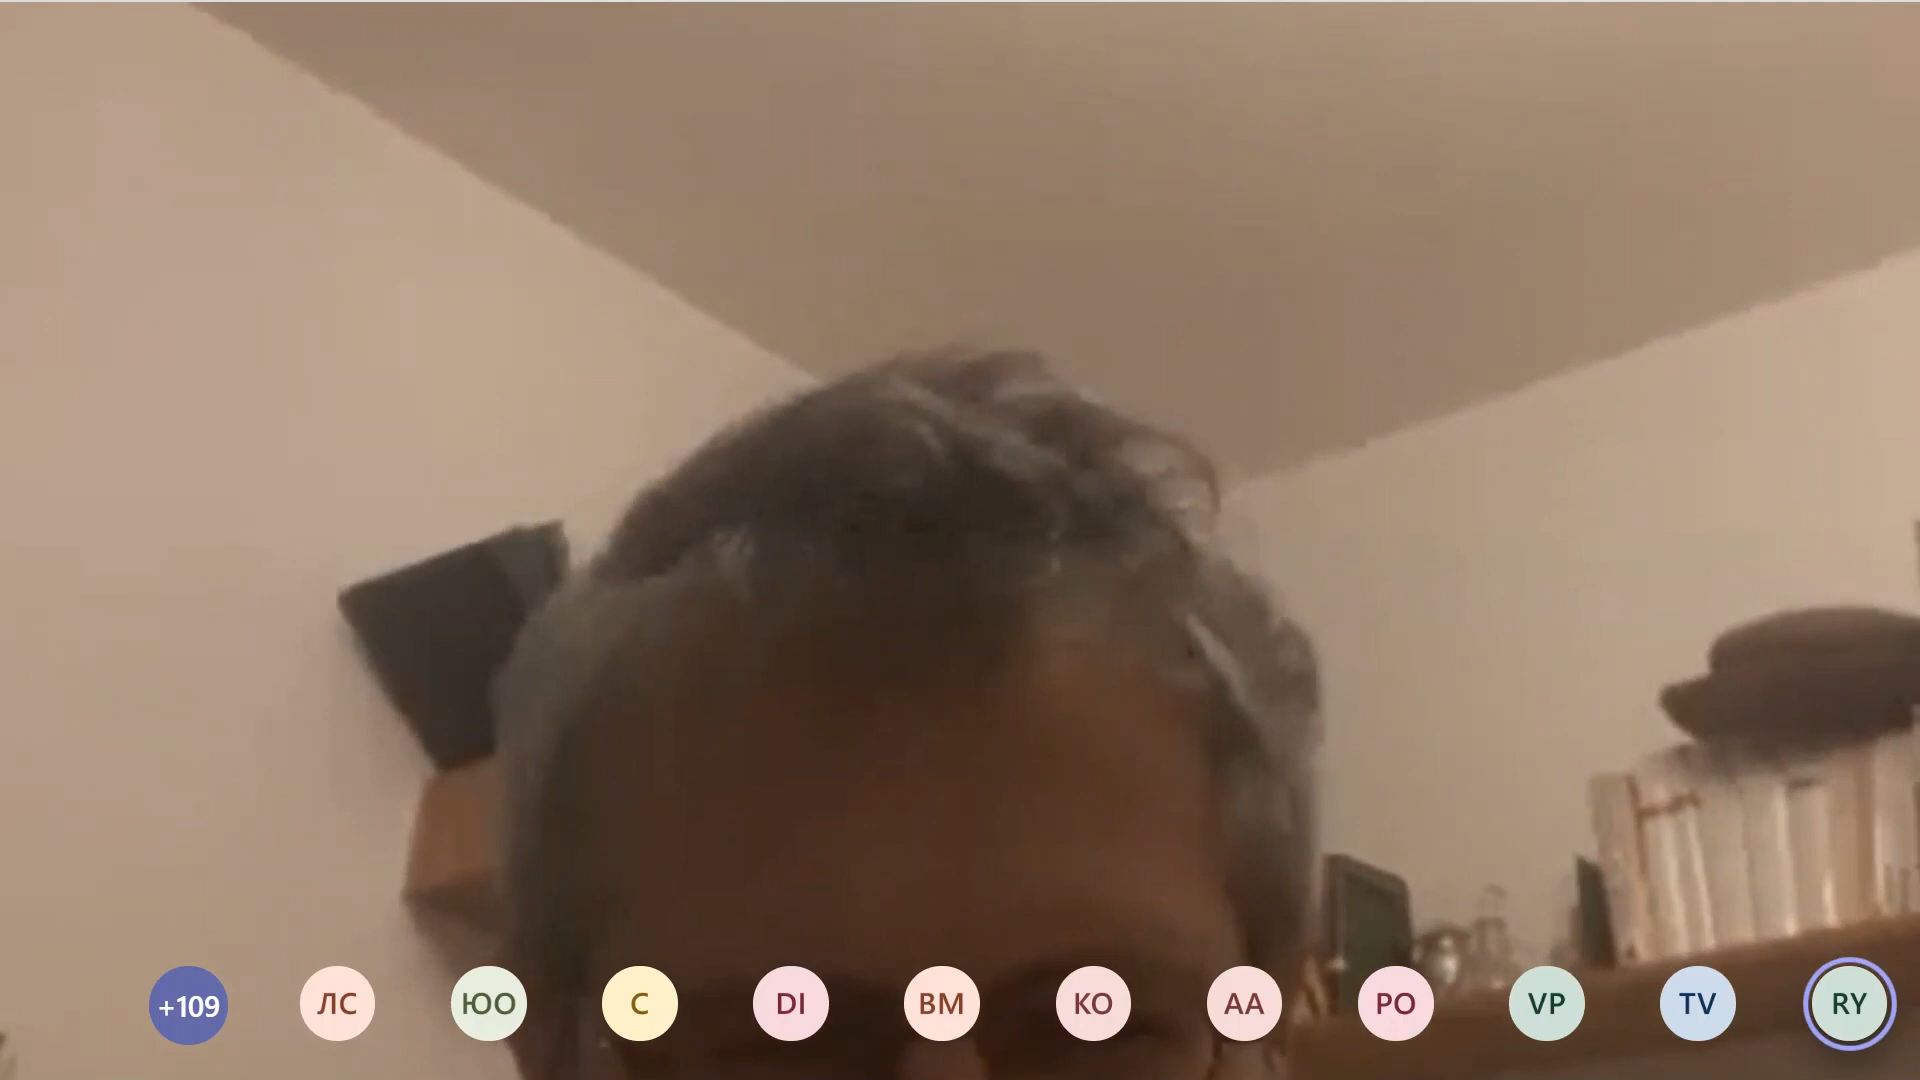 +109 ЛС ЮО C DI BM KO AA PO VP TV RY